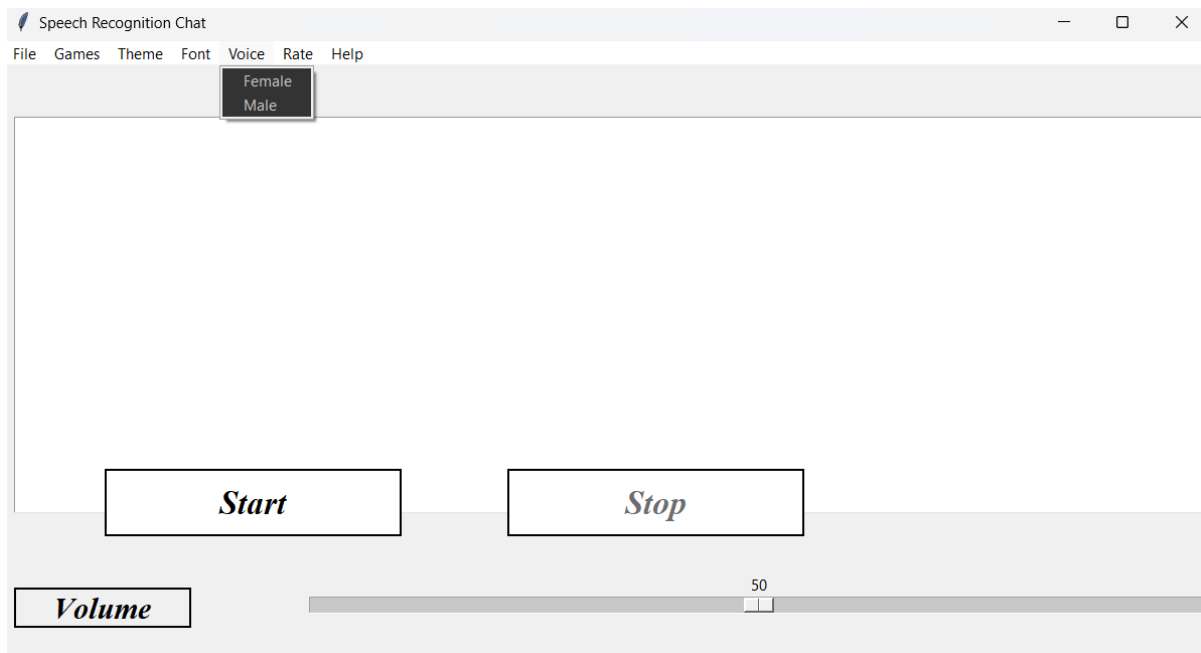 Speech Recognition Chat
File Games Theme Font Voice Rate Help
Female
Male
Start Stop
50
Volume